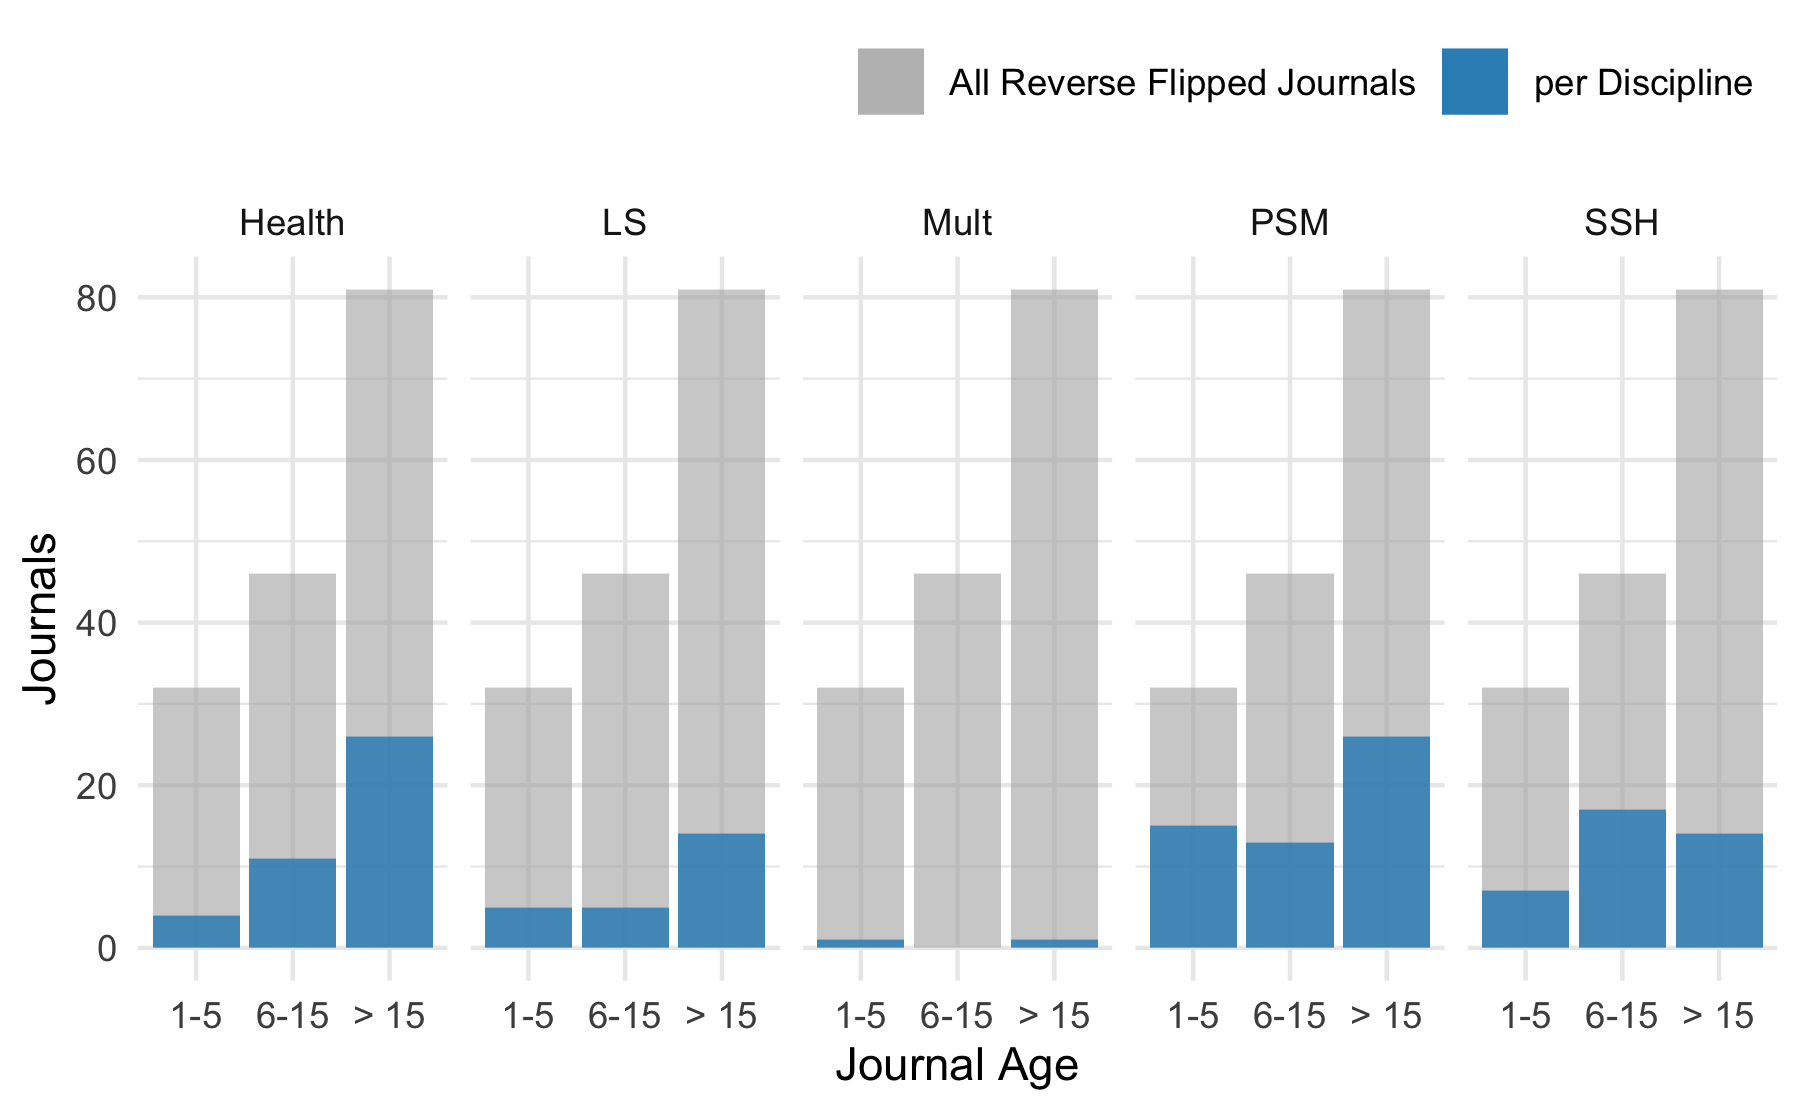 All Reverse Flipped Journals per Discipline
Health LS Mult PSM SSH
80
60
40
20
0
Journals
1-5 6-15 > 15 1-5 6-15 > 15 1-5 6-15 > 15 1-5 6-15 > 15 1-5 6-15 > 15
Journal Age